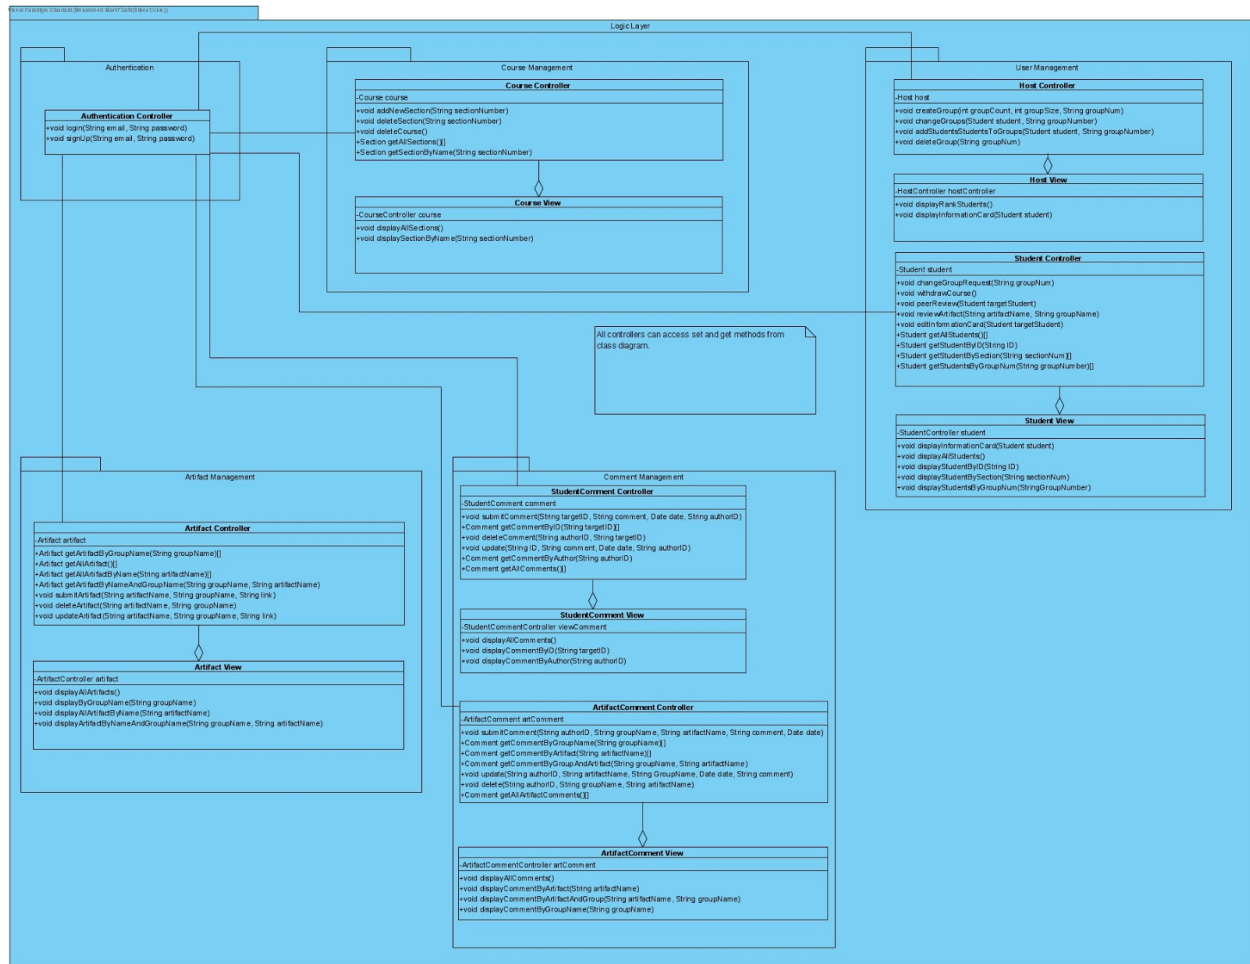 Logic Layer
Authentication
Authentication Controller
+void login(String email, String password)
+void signUp(String email, String password)
Course Management
Course Controller
-Course course
+void addNewSection(String sectionNumber)
+void deleteSection(String sectionNumber)
+void deleteCourse()
+Section getAllSections()[]
+Section getSectionByName(String sectionNumber)
Course View
-CourseController course
+void displayAllSections()
+void displaySectionByName(String sectionNumber)
User Management
Host Controller
-Host host
+void createGroup(int groupCount, int groupSize, String groupNum)
+void changeGroups(Student student, String groupNumber)
+void addStudentsStudentsToGroups(Student student, String groupNumber)
+void deleteGroup(String groupNum)
Host View
-HostController hostController
+void displayRankStudents()
+void displayInformationCard(Student student)
Student Controller
-Student student
+void changeGroupRequest(String groupNum)
+void withdrawCourse()
+void peerReview(Student targetStudent)
+void reviewArtifact(String artifactName, String groupName)
+void editInformationCard(Student targetStudent)
+Student getAllStudents()[]
+Student getStudentByID(String ID)
+Student getStudentBySection(String sectionNum)[]
+Student getStudentsByGroupNum(String groupNumber)[]
Student View
-StudentController student
+void displayInformationCard(Student student)
+void displayAllStudents()
+void displayStudentByID(String ID)
+void displayStudentBySection(String sectionNum)
+void displayStudentsByGroupNum(StringGroupNumber)
All controllers can access set and get methods from
class diagram.
Artifact Management
Artifact Controller
-Artifact artifact
+Artifact getArtifactByGroupName(String groupName)[]
+Artifact getAllArtifact()[]
+Artifact getAllArtifactByName(String artifactName)[]
+Artifact getArtifactByNameAndGroupName(String groupName, String artifactName)
+void submitArtifact(String artifactName, String groupName, String link)
+void deleteArtifact(String artifactName, String groupName)
+void updateArtifact(String artifactName, String groupName, String link)
Artifact View
-ArtifactController artifact
+void displayAllArtifacts()
+void displayByGroupName(String groupName)
+void displayAllArtifactByName(String artifactName)
+void displayArtifactByNameAndGroupName(String groupName, String artifactName)
Comment Management
StudentComment Controller
-StudentComment comment
+void submitComment(String targetID, String comment, Date date, String authorID)
+Comment getCommentByID(String targetID)[]
+void deleteComment(String authorID, String targetID)
+void update(String ID, String comment, Date date, String authorID)
+Comment getCommentByAuthor(String authorID)
+Comment getAllComments()[]
StudentComment View
-StudentCommentController viewComment
+void displayAllComments()
+void displayCommentByID(String targetID)
+void displayCommentByAuthor(String authorID)
ArtifactComment Controller
-ArtifactComment artComment
+void submitComment(String authorID, String groupName, String artifactName, String comment, Date date)
+Comment getCommentByGroupName(String groupName)[]
+Comment getCommentByArtifact(String artifactName)[]
+Comment getCommentByGroupAndArtifact(String groupName, String artifactName)
+void update(String authorID, String artifactName, String GroupName, Date date, String comment)
+void delete(String authorID, String groupName, String artifactName)
+Comment getAllArtifactComments()[]
ArtifactComment View
-ArtifactCommentController artComment
+void displayAllComments()
+void displayCommentByArtifact(String artifactName)
+void displayCommentByArtifactAndGroup(String artifactName, String groupName)
+void displayCommentByGroupName(String groupName)